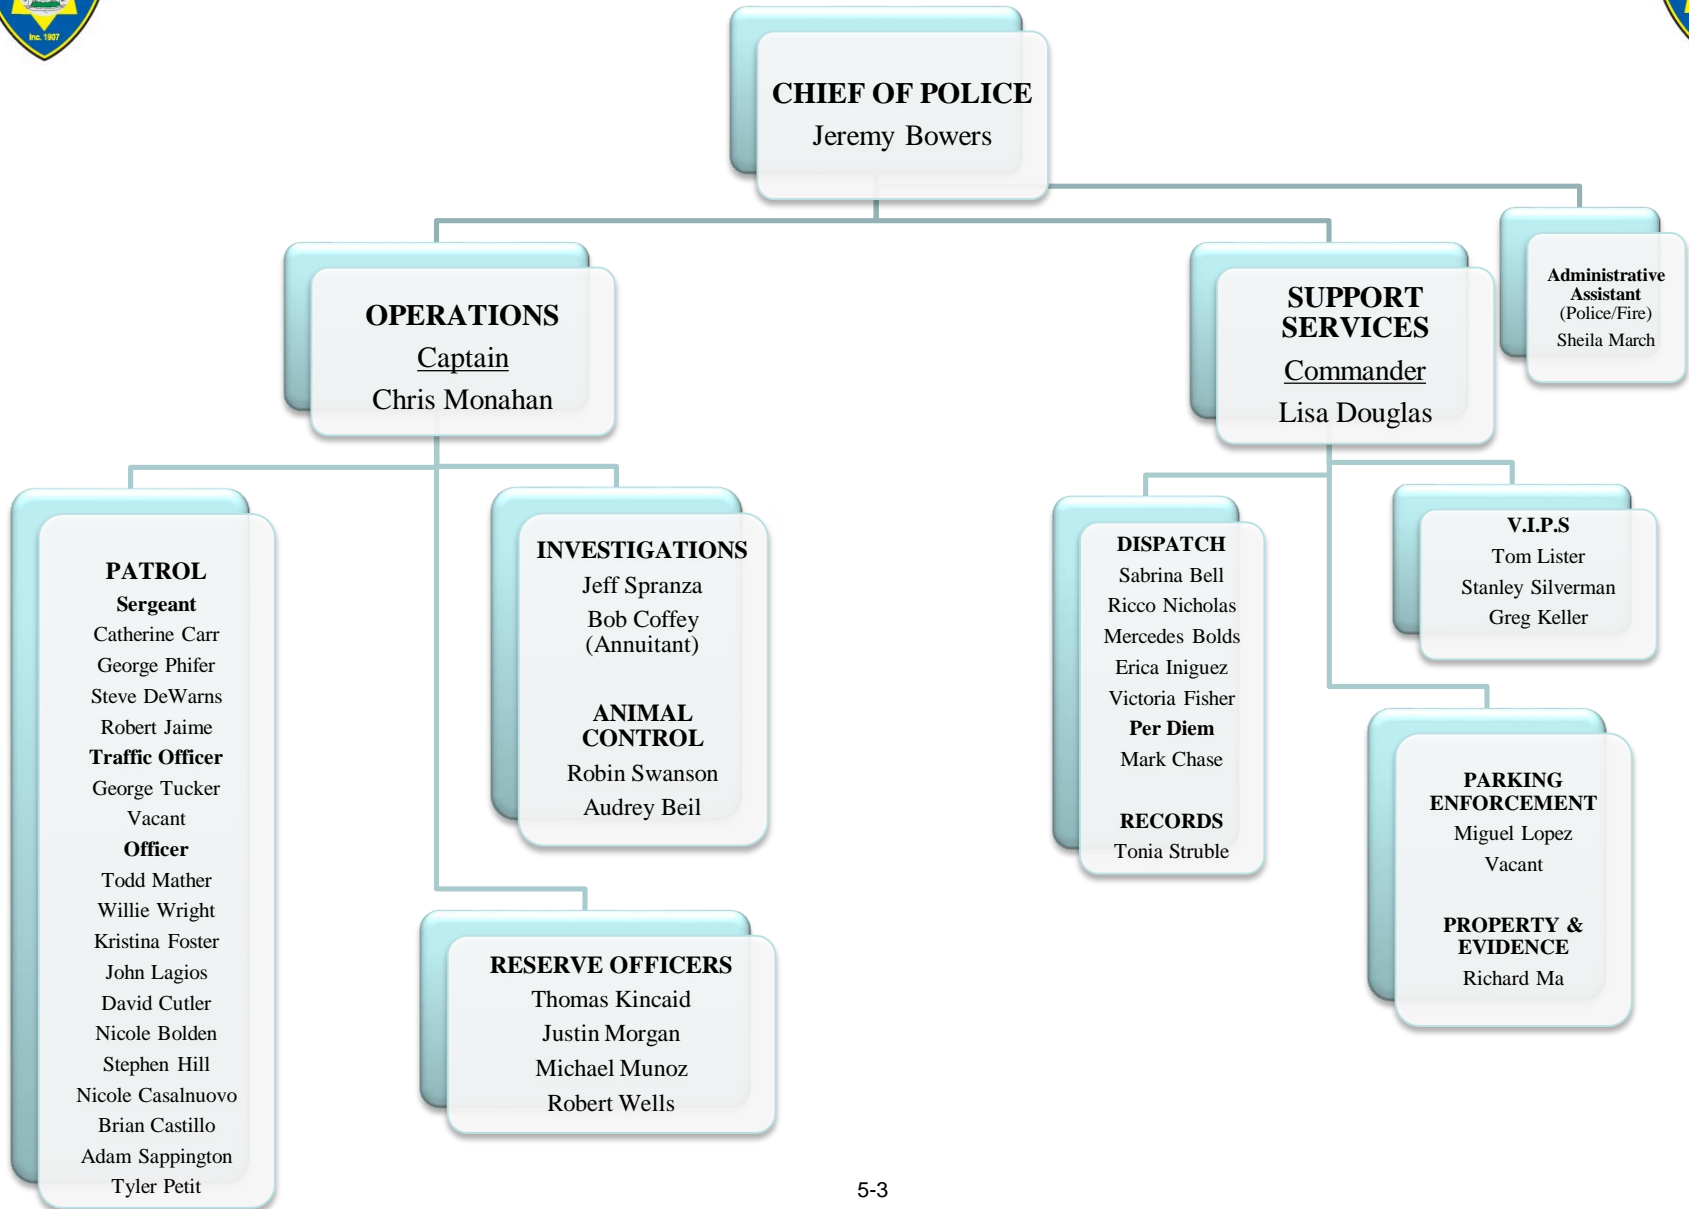 Inc. 1907
CHIEF OF POLICE
Jeremy Bowers
OPERATIONS
Captain
Chris Monahan
SUPPORT
SERVICES
Commander
Lisa Douglas
Administrative
Assistant
(Police/Fire)
Sheila March
PATROL
Sergeant
Catherine Carr
George Phifer
Steve DeWarns
Robert Jaime
Traffic Officer
George Tucker
Vacant
Officer
Todd Mather
Willie Wright
Kristina Foster
John Lagios
David Cutler
Nicole Bolden
Stephen Hill
Nicole Casalnuovo
Brian Castillo
Adam Sappington
Tyler Petit
INVESTIGATIONS
Jeff Spranza
Bob Coffey
(Annuitant)
ANIMAL
CONTROL
Robin Swanson
Audrey Beil
RESERVE OFFICERS
Thomas Kincaid
Justin Morgan
Michael Munoz
Robert Wells
DISPATCH
Sabrina Bell
Ricco Nicholas
Mercedes Bolds
Erica Iniguez
Victoria Fisher
Per Diem
Mark Chase
RECORDS
Tonia Struble
V.I.P.S
Tom Lister
Stanley Silverman
Greg Keller
PARKING
ENFORCEMENT
Miguel Lopez
Vacant
PROPERTY &
EVIDENCE
Richard Ma
5-3